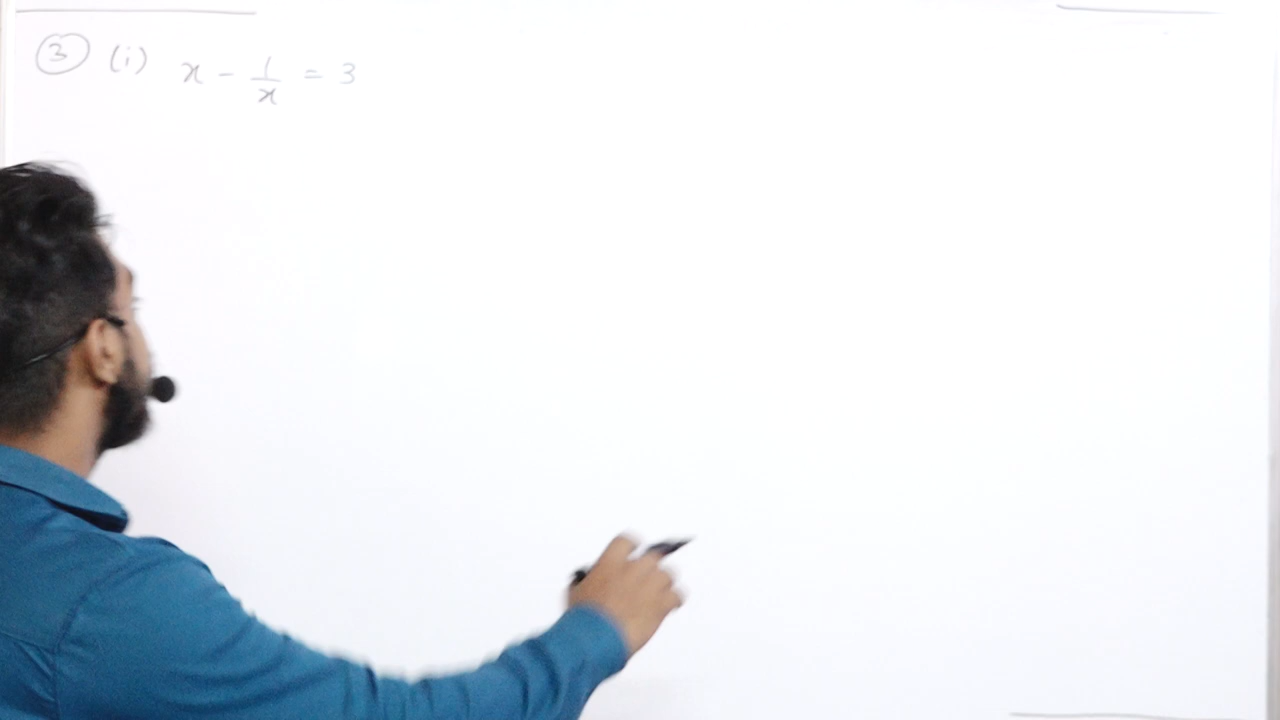 ③ (i) x - 1/x = 3